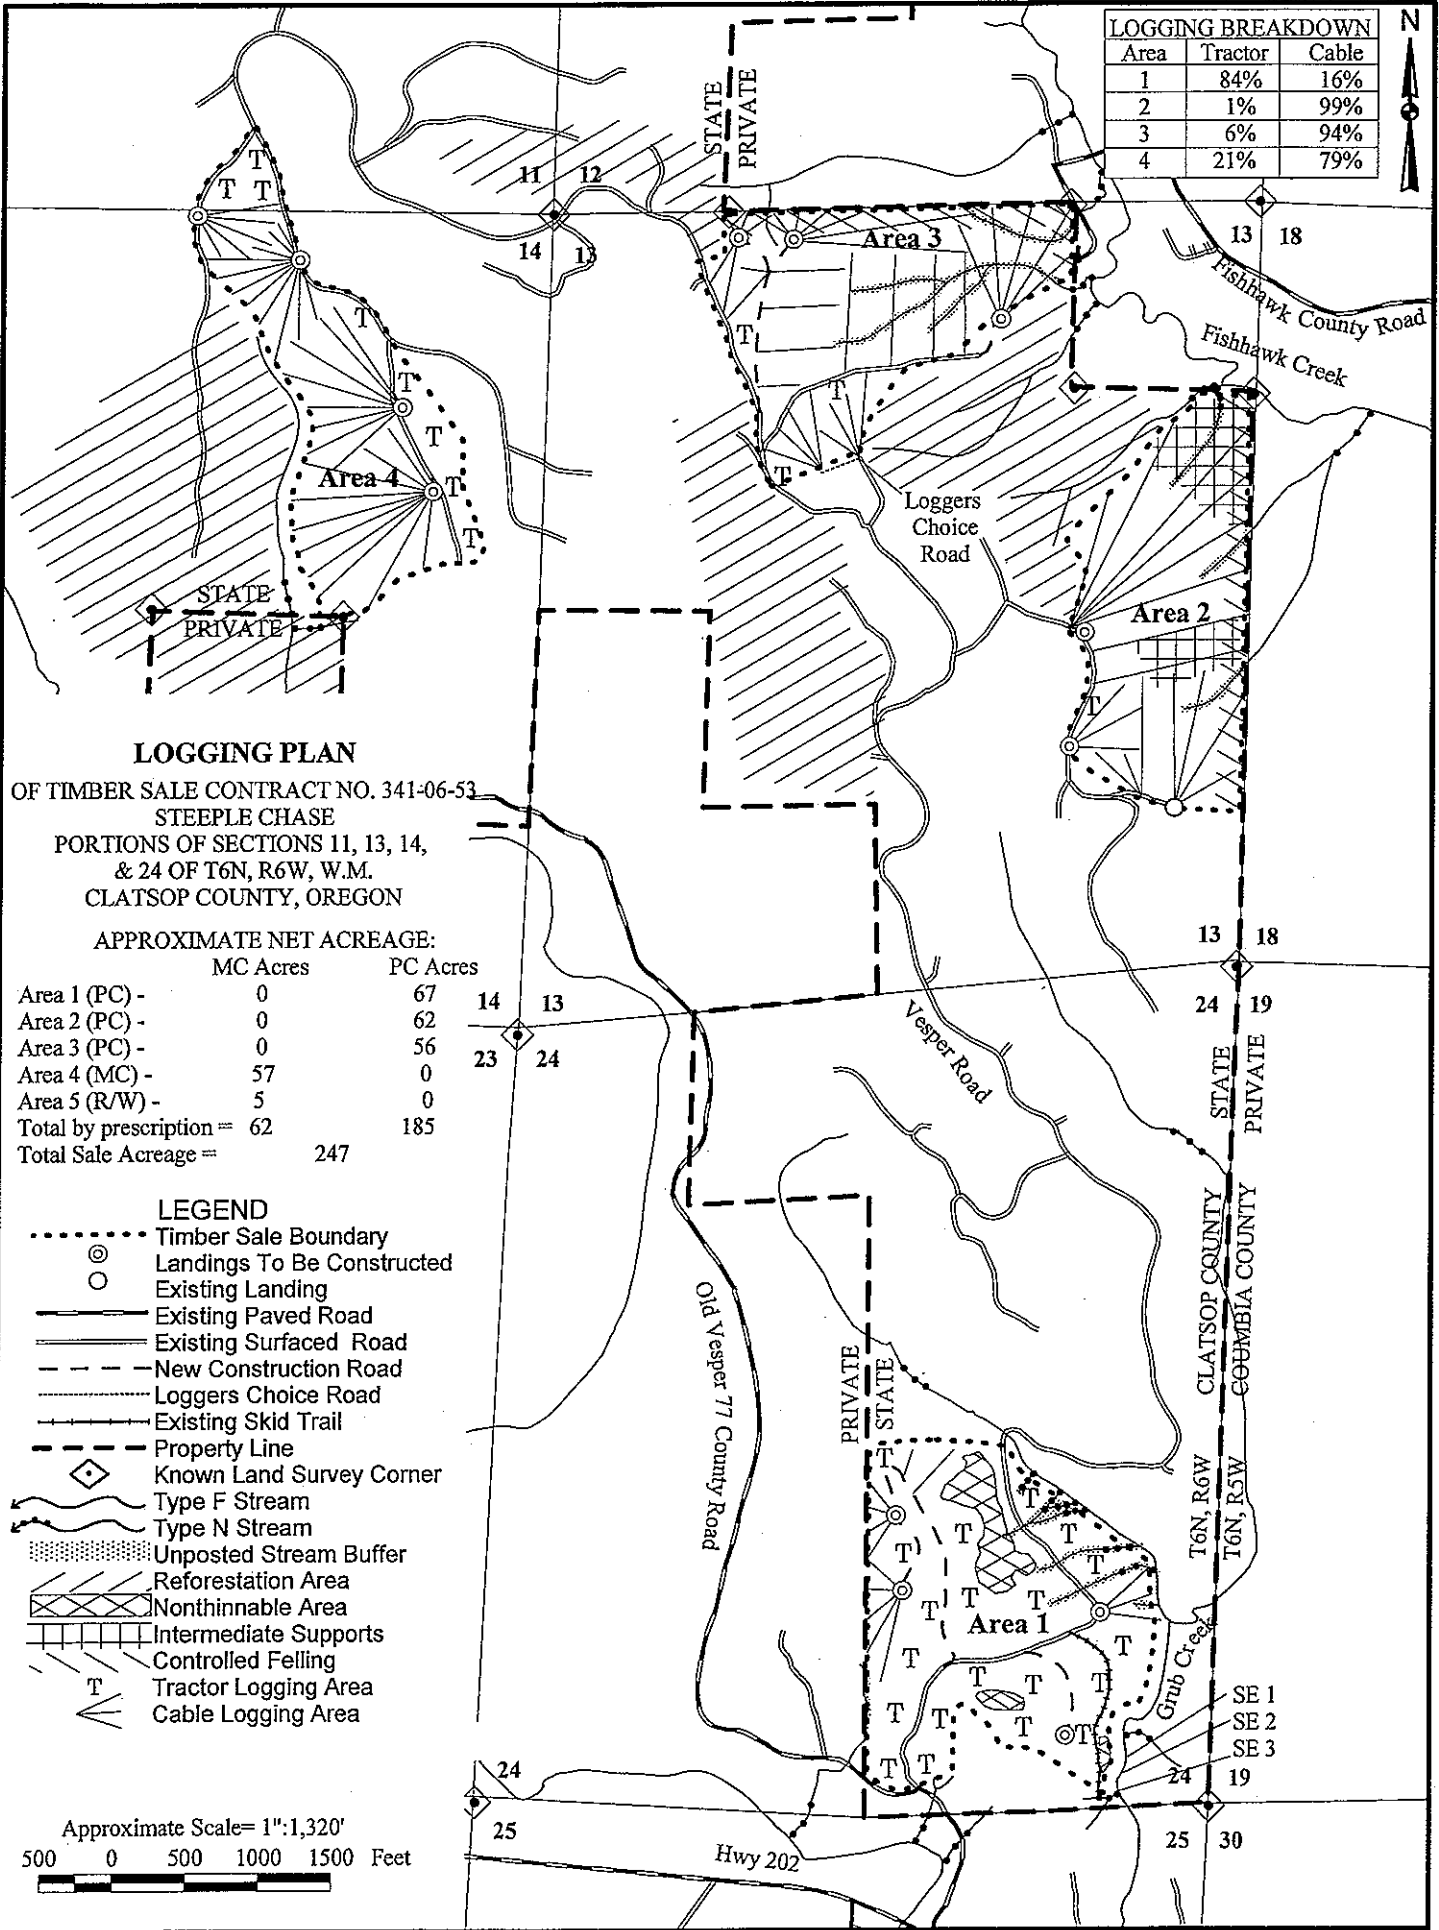 LOGGING BREAKDOWN
Area Tractor Cable
1 84% 16%
2 1% 99%
3 6% 94%
4 21% 79%
N
STATE
PRIVATE
11 12
14 13
T
T T
Area 3
13 18
Fishhawk County Road
Fishhawk Creek
T
T
T
T
T
T
Area 4
T
T
T
Loggers
Choice
Road
STATE
PRIVATE
Area 2
T
LOGGING PLAN
OF TIMBER SALE CONTRACT NO. 341-06-53
STEEPLE CHASE
PORTIONS OF SECTIONS 11, 13, 14,
& 24 OF T6N, R6W, W.M.
CLATSOP COUNTY, OREGON
APPROXIMATE NET ACREAGE:
MC Acres PC Acres
Area 1 (PC) - 0 67
Area 2 (PC) - 0 62
Area 3 (PC) - 0 56
Area 4 (MC) - 57 0
Area 5 (R/W) - 5 0
Total by prescription = 62 185
Total Sale Acreage = 247
14 13
23 24
13 18
24 19
Vesper Road
STATE
PRIVATE
CLATSOP COUNTY
COLUMBIA COUNTY
T6N, R6W
T6N, R5W
Old Vesper 77 County Road
PRIVATE
STATE
LEGEND
Timber Sale Boundary
Landings To Be Constructed
Existing Landing
Existing Paved Road
Existing Surfaced Road
New Construction Road
Loggers Choice Road
Existing Skid Trail
Property Line
Known Land Survey Corner
Type F Stream
Type N Stream
Unposted Stream Buffer
Reforestation Area
Nonthinnable Area
Intermediate Supports
Controlled Felling
T Tractor Logging Area
Cable Logging Area
T
T
T T
T T
T T
T
Area 1
T T
T T T
T T T T
T T
Grub Creek
SE 1
SE 2
SE 3
24 19
25 30
24
25
Hwy 202
Approximate Scale= 1":1,320'
500 0 500 1000 1500 Feet